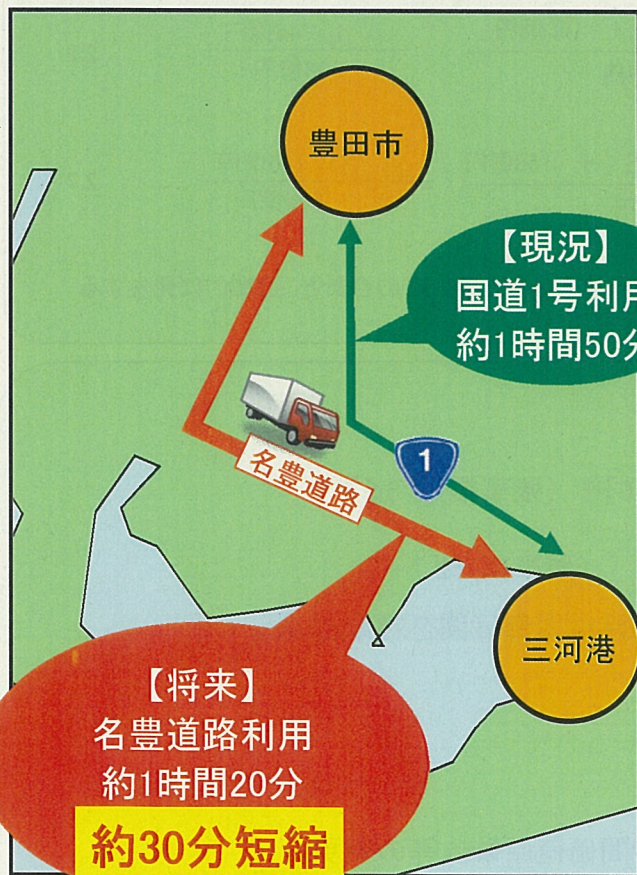 豊田市
【現況】
国道1号利用
約1時間50分
1
名豊道路
三河港
【将来】
名豊道路利用
約1時間20分
約30分短縮